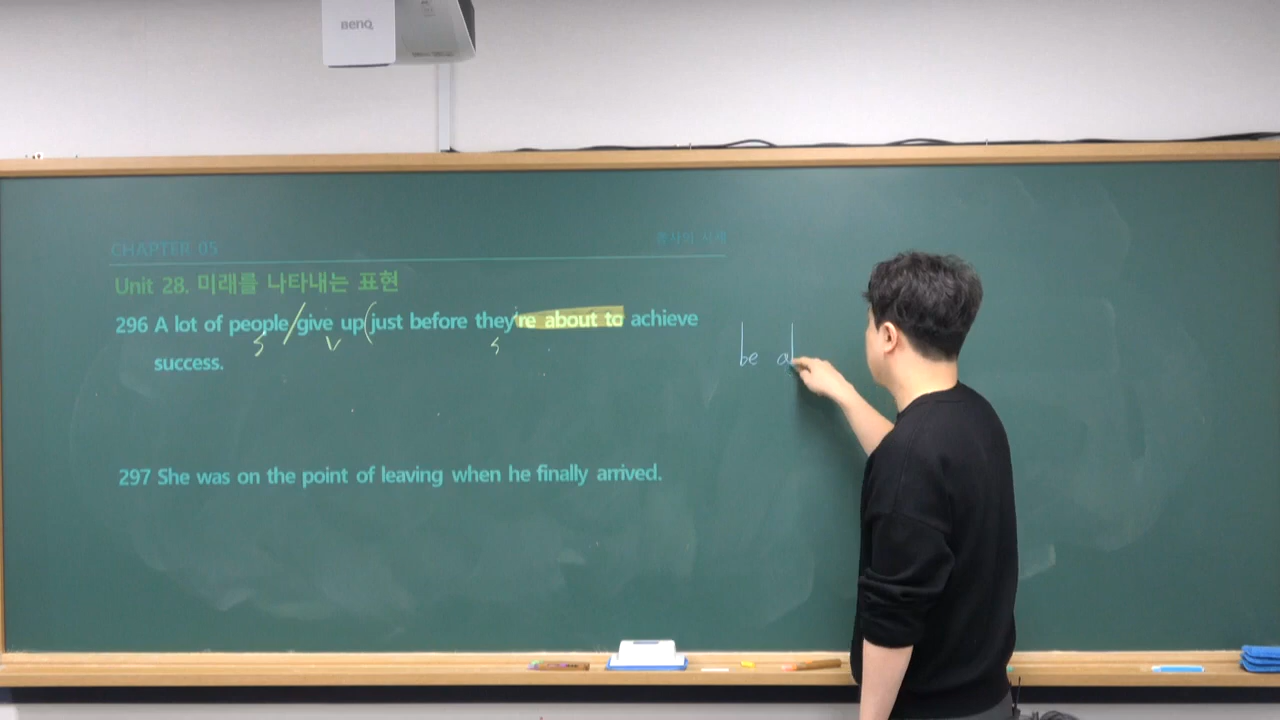 BenQ
CHAPTER 05 동사의 시제
Unit 28. 미래를 나타내는 표현
296 A lot of people give up just before they're about to achieve
success.
s v s
be ab
297 She was on the point of leaving when he finally arrived.